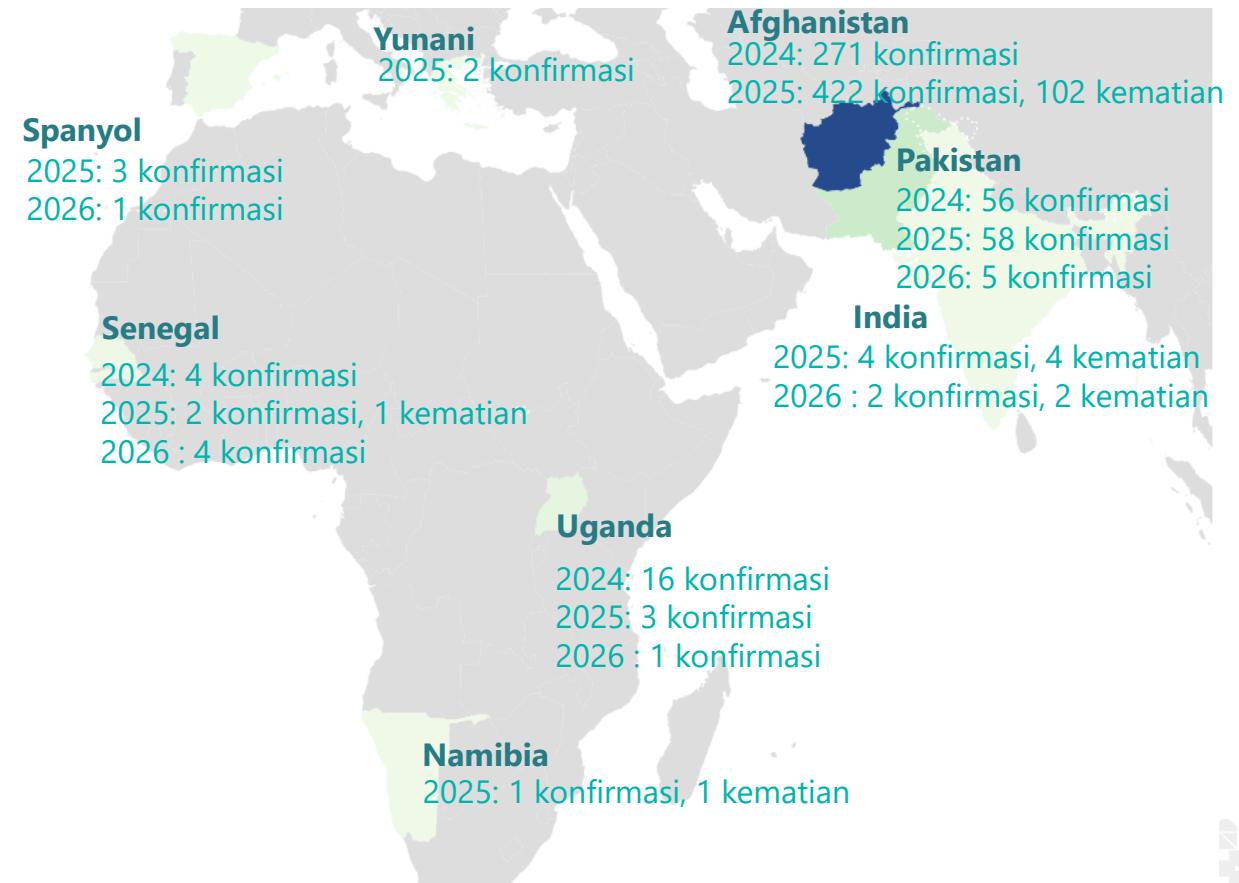 Yunani
2025: 2 konfirmasi
Afghanistan
2024: 271 konfirmasi
2025: 422 konfirmasi, 102 kematian
Spanyol
2025: 3 konfirmasi
2026: 1 konfirmasi
Pakistan
2024: 56 konfirmasi
2025: 58 konfirmasi
2026: 5 konfirmasi
Senegal
2024: 4 konfirmasi
2025: 2 konfirmasi, 1 kematian
2026 : 4 konfirmasi
India
2025: 4 konfirmasi, 4 kematian
2026 : 2 konfirmasi, 2 kematian
Uganda
2024: 16 konfirmasi
2025: 3 konfirmasi
2026 : 1 konfirmasi
Namibia
2025: 1 konfirmasi, 1 kematian